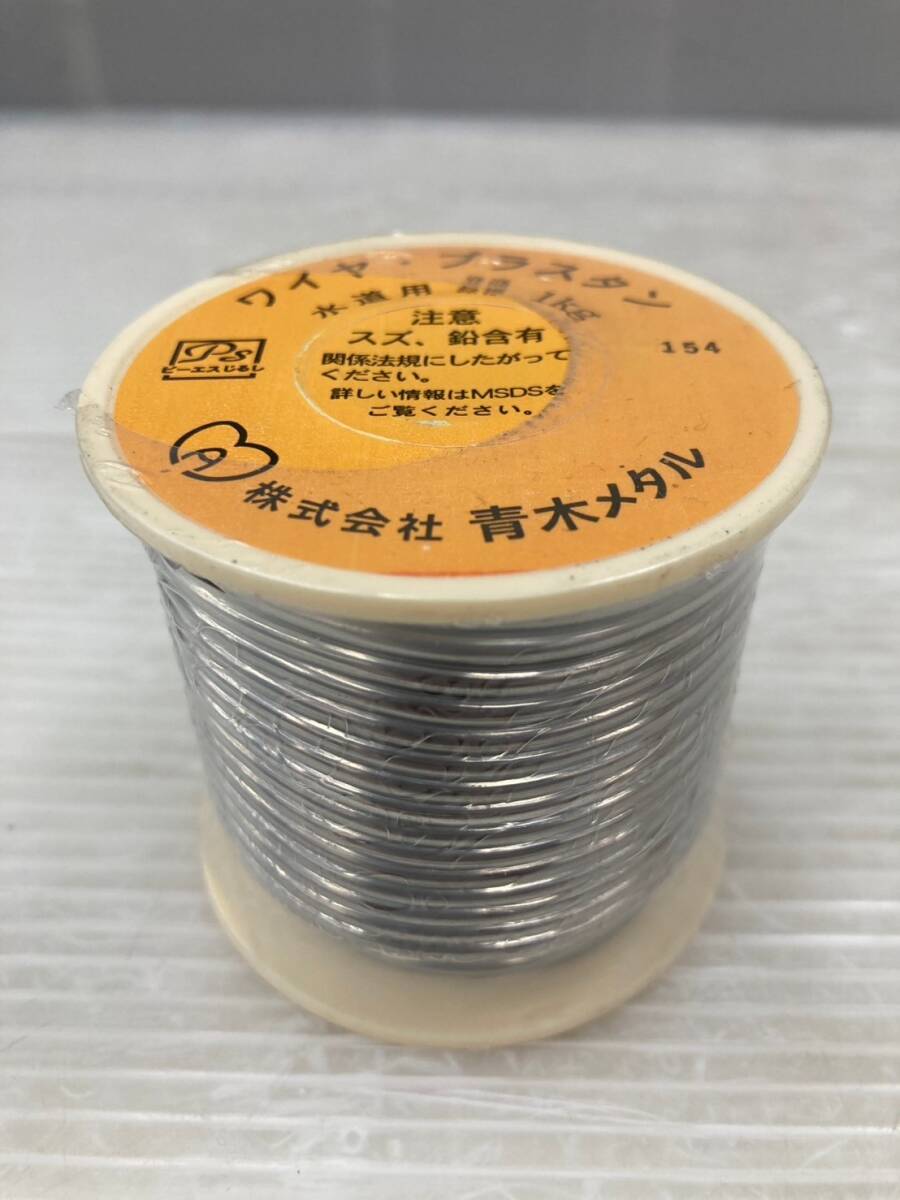 ワイヤ・プラスタン
水道用 1kg
注意
スズ、鉛含有
関係法規にしたがって
ください。
詳しい情報はMSDSを
ご覧ください。
PS
ピーエスじるし
154
株式会社 青木メタル